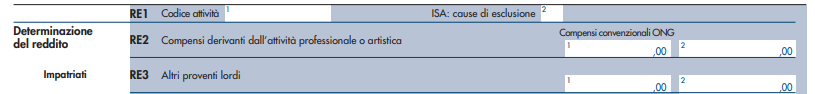 RE1 Codice attività 1 ISA: cause di esclusione 2
Determinazione
del reddito
RE2 Compensi derivanti dall'attività professionale o artistica
Compensi convenzionali ONG
1 ,00 2 ,00
Impatriati RE3 Altri proventi lordi 1 ,00 2 ,00